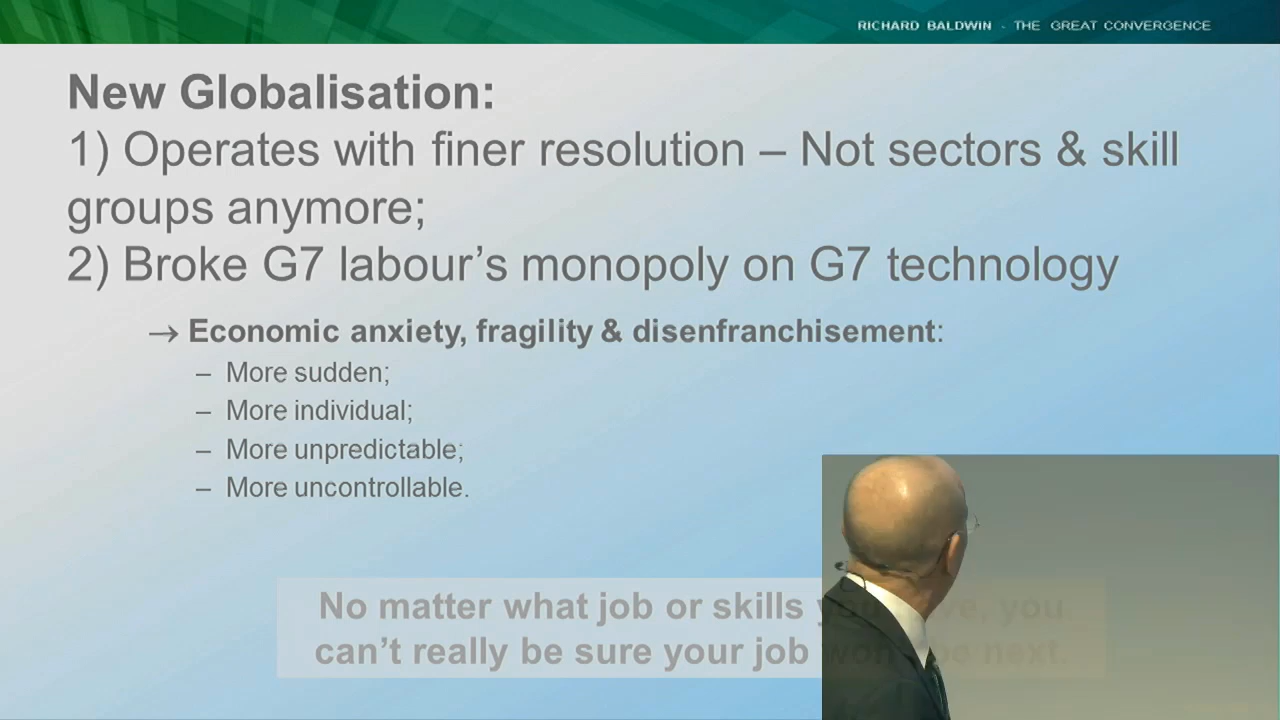 RICHARD BALDWIN - THE GREAT CONVERGENCE
New Globalisation:
1) Operates with finer resolution – Not sectors & skill
groups anymore;
2) Broke G7 labour’s monopoly on G7 technology
→ Economic anxiety, fragility & disenfranchisement:
– More sudden;
– More individual;
– More unpredictable;
– More uncontrollable.
No matter what job or skills you have, you
can’t really be sure your job won't be next.